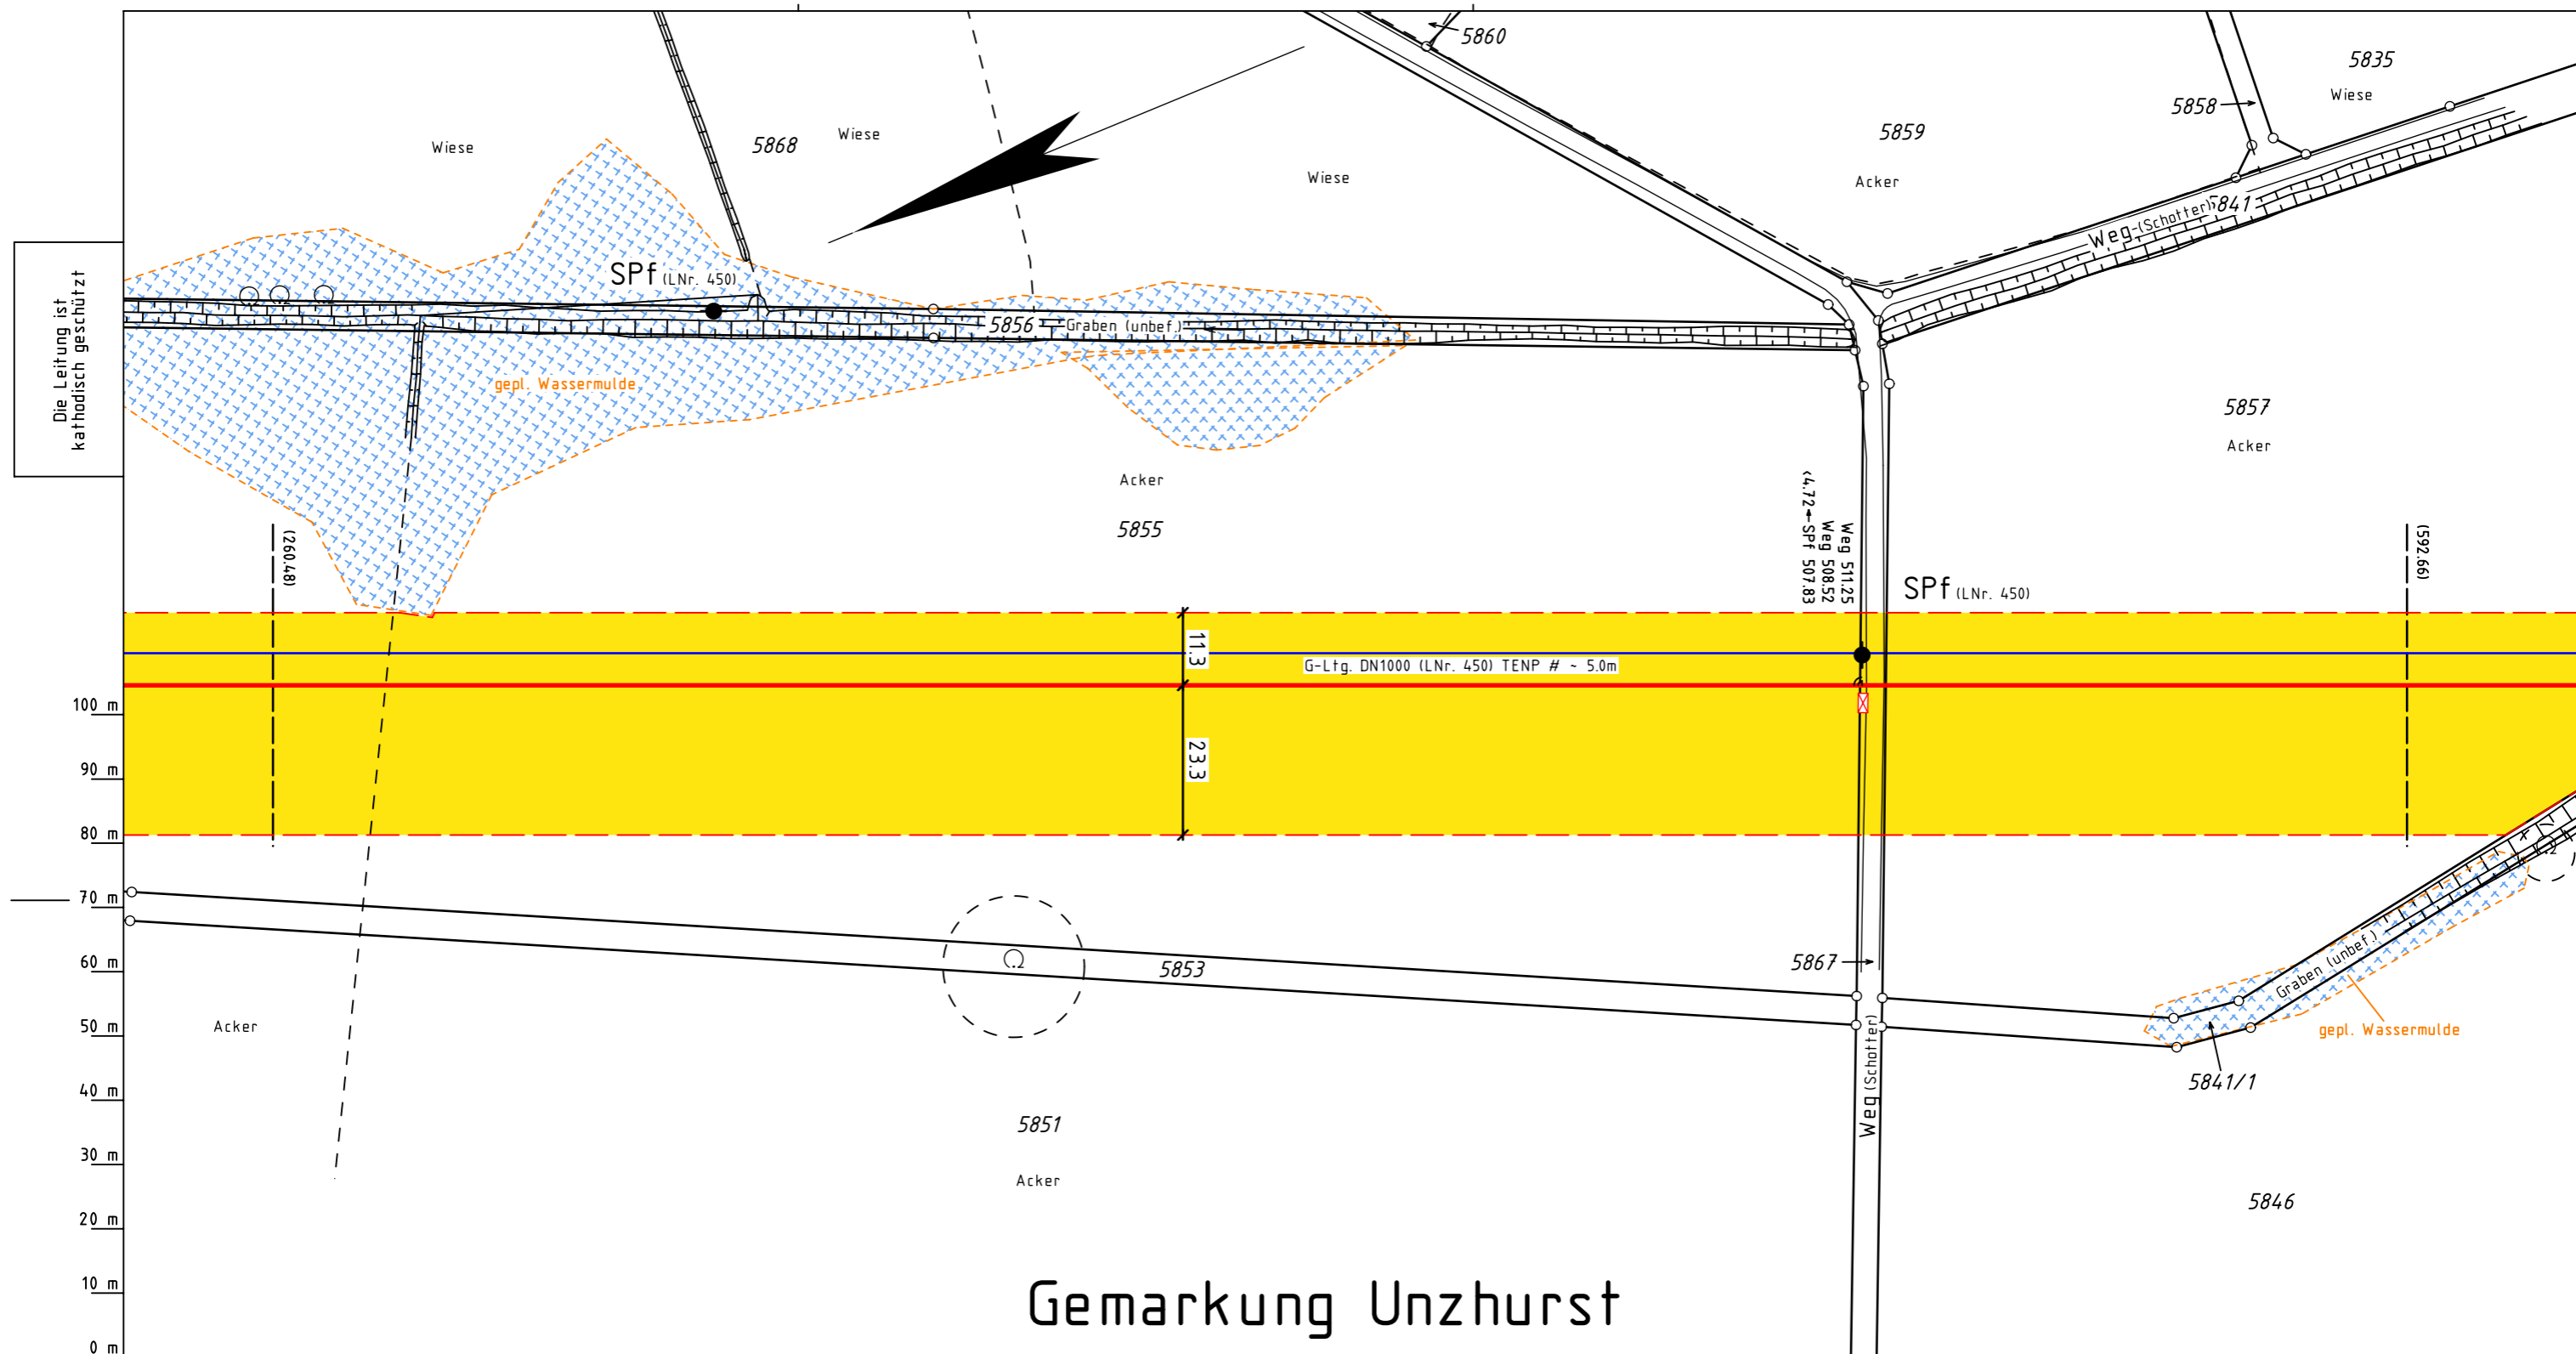 5860
5835
Wiese
5858
5859
Acker
5868
Wiese
Wiese
Wiese
5841
Weg (Schotter)
Die Leitung ist
kathodisch geschützt
SPf (LNr. 450)
5856
Graben (unbef.)
gepl. Wassermulde
5857
Acker
Acker
5855
(260.48)
<4.72 SPf 507.83
Weg 508.52
Weg 511.25
(592.66)
SPf (LNr. 450)
11.3
G-Ltg. DN1000 (LNr. 450) TENP # ~ 5.0m
23.3
100 m
90 m
80 m
70 m
60 m
50 m
40 m
30 m
20 m
10 m
0 m
5853
5867
Acker
Weg (Schotter)
Graben (unbef.)
gepl. Wassermulde
5841/1
5851
Acker
5846
Gemarkung Unzhurst